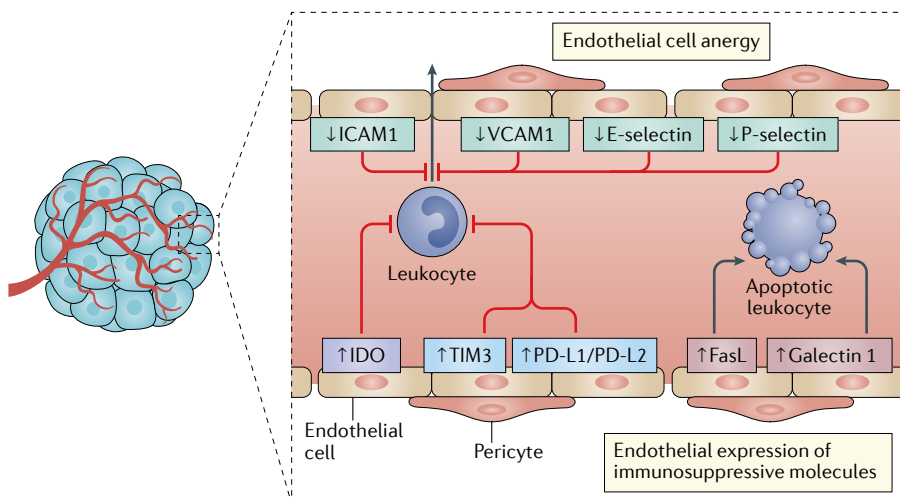 Endothelial cell anergy
↓ICAM1
↓VCAM1
↓E-selectin
↓P-selectin
Leukocyte
Apoptotic
leukocyte
↑IDO
↑TIM3
↑PD-L1/PD-L2
↑FasL
↑Galectin 1
Endothelial
cell
Pericyte
Endothelial expression of
immunosuppressive molecules